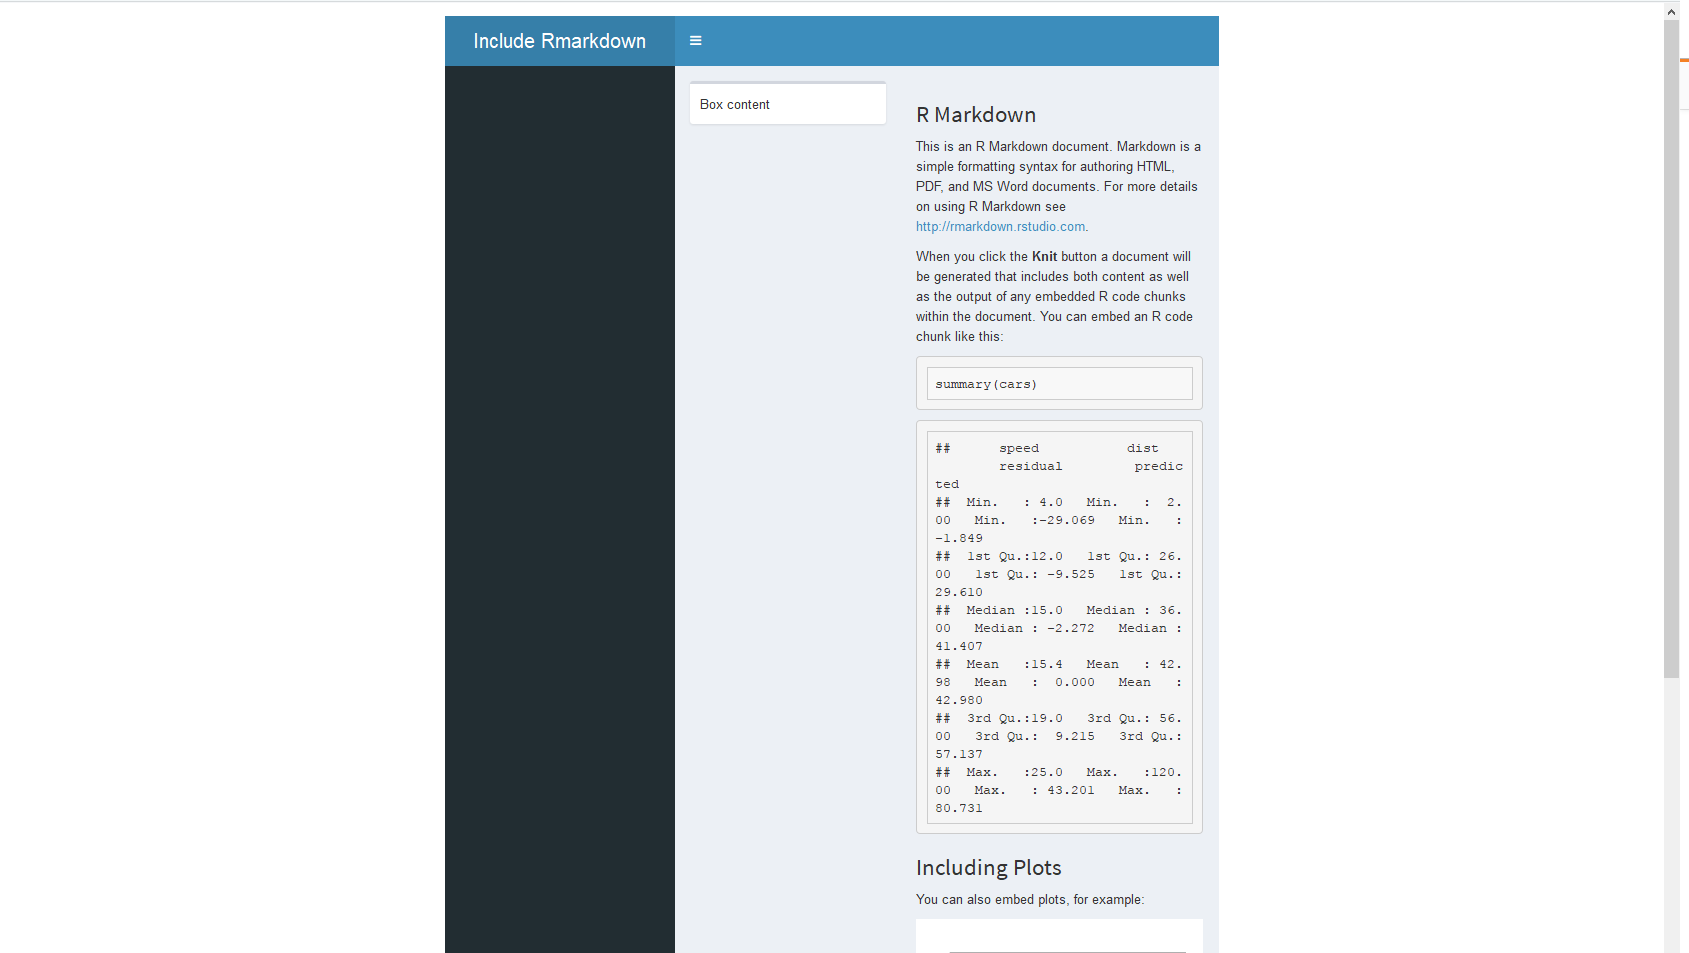 Include Rmarkdown
Box content
R Markdown
This is an R Markdown document. Markdown is a
simple formatting syntax for authoring HTML,
PDF, and MS Word documents. For more details
on using R Markdown see
http://rmarkdown.rstudio.com.
When you click the Knit button a document will
be generated that includes both content as well
as the output of any embedded R code chunks
within the document. You can embed an R code
chunk like this:
summary(cars)
##      speed           dist
        residual         predic
ted
##  Min.   : 4.0   Min.   :  2.
00   Min.   :-29.069   Min.   :
-1.849
##  1st Qu.:12.0   1st Qu.: 26.
00   1st Qu.: -9.525   1st Qu.:
29.610
##  Median :15.0   Median : 36.
00   Median : -2.272   Median :
41.407
##  Mean   :15.4   Mean   : 42.
98   Mean   :  0.000   Mean   :
42.980
##  3rd Qu.:19.0   3rd Qu.: 56.
00   3rd Qu.:  9.215   3rd Qu.:
57.137
##  Max.   :25.0   Max.   :120.
00   Max.   : 43.201   Max.   :
80.731
Including Plots
You can also embed plots, for example: